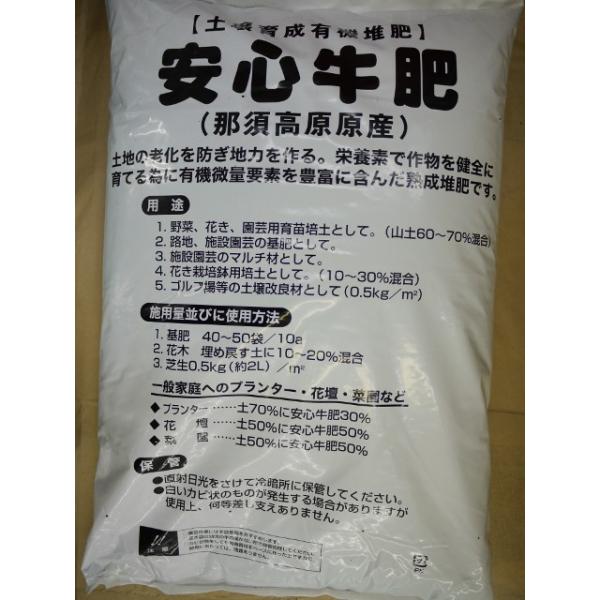 【土壌育成有機堆肥】
安心牛肥
（那須高原原産）
土地の老化を防ぎ地力を作る。栄養素で作物を健全に
育てる為に有機微量要素を豊富に含んだ熟成堆肥です。
用途
1. 野菜、花き、園芸用育苗培土として。（山土60～70%混合）
2. 路地、施設園芸の基肥として。
3. 施設園芸のマルチ材として。
4. 花き栽培鉢用培土として。（10～30%混合）
5. ゴルフ場等の土壌改良材として（0.5kg／m²）
施用量並びに使用方法
1. 基肥 40～50袋／10a
2. 花木 埋め戻す土に10～20%混合
3. 芝生0.5kg（約2L）／m²
一般家庭へのプランター・花壇・菜園など
◆プランター……土70%に安心牛肥30%
◆花壇……土50%に安心牛肥50%
◆菜園……土50%に安心牛肥50%
保管
●直射日光をさけて冷暗所に保管してください。
●白いカビ状のものが発生する場合がありますが
使用上、何等差し支えありません。